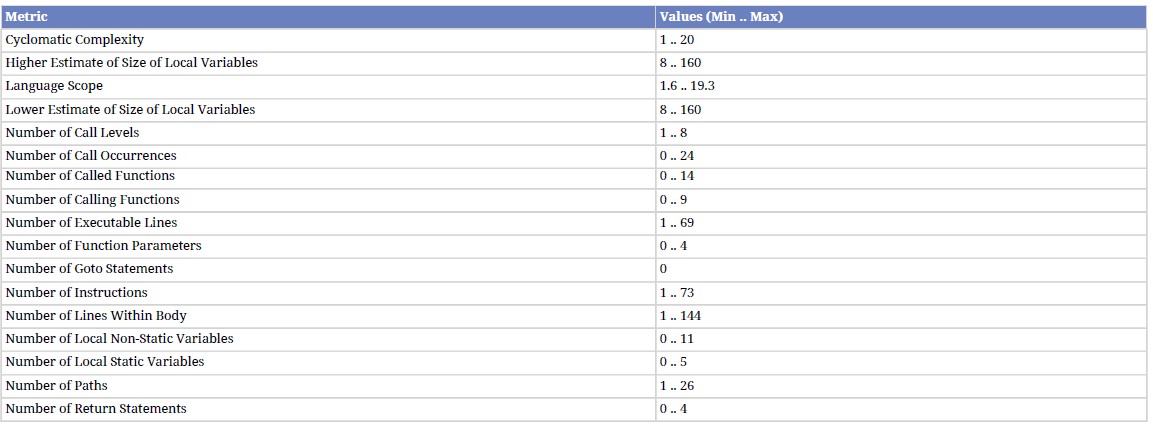 Metric Values (Min .. Max)
Cyclomatic Complexity 1 .. 20
Higher Estimate of Size of Local Variables 8 .. 160
Language Scope 1.6 .. 19.3
Lower Estimate of Size of Local Variables 8 .. 160
Number of Call Levels 1 .. 8
Number of Call Occurrences 0 .. 24
Number of Called Functions 0 .. 14
Number of Calling Functions 0 .. 9
Number of Executable Lines 1 .. 69
Number of Function Parameters 0 .. 4
Number of Goto Statements 0
Number of Instructions 1 .. 73
Number of Lines Within Body 1 .. 144
Number of Local Non-Static Variables 0 .. 11
Number of Local Static Variables 0 .. 5
Number of Paths 1 .. 26
Number of Return Statements 0 .. 4